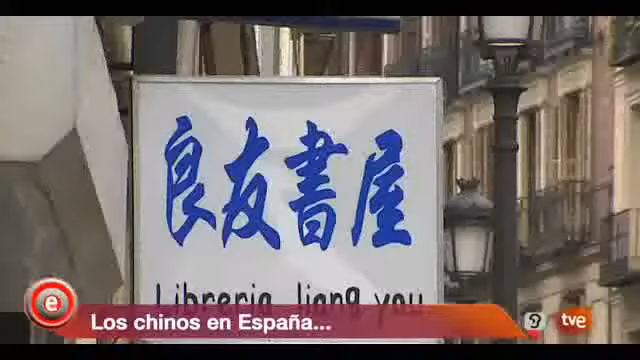 良友書屋
Libreria liang you
e
Los chinos en España...
tve